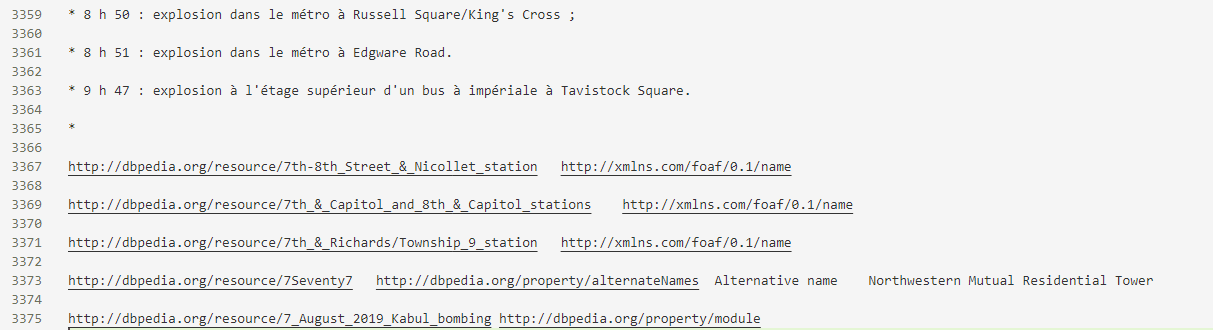 3359 * 8 h 50 : explosion dans le métro à Russell Square/King's Cross ;
3360
3361 * 8 h 51 : explosion dans le métro à Edgware Road.
3362
3363 * 9 h 47 : explosion à l'étage supérieur d'un bus à impériale à Tavistock Square.
3364
3365 *
3366
3367 http://dbpedia.org/resource/7th-8th_Street_&_Nicollet_station http://xmlns.com/foaf/0.1/name
3368
3369 http://dbpedia.org/resource/7th_&_Capitol_and_8th_&_Capitol_stations http://xmlns.com/foaf/0.1/name
3370
3371 http://dbpedia.org/resource/7th_&_Richards/Township_9_station http://xmlns.com/foaf/0.1/name
3372
3373 http://dbpedia.org/resource/7Seventy7 http://dbpedia.org/property/alternateNames Alternative name Northwestern Mutual Residential Tower
3374
3375 http://dbpedia.org/resource/7_August_2019_Kabul_bombing http://dbpedia.org/property/module